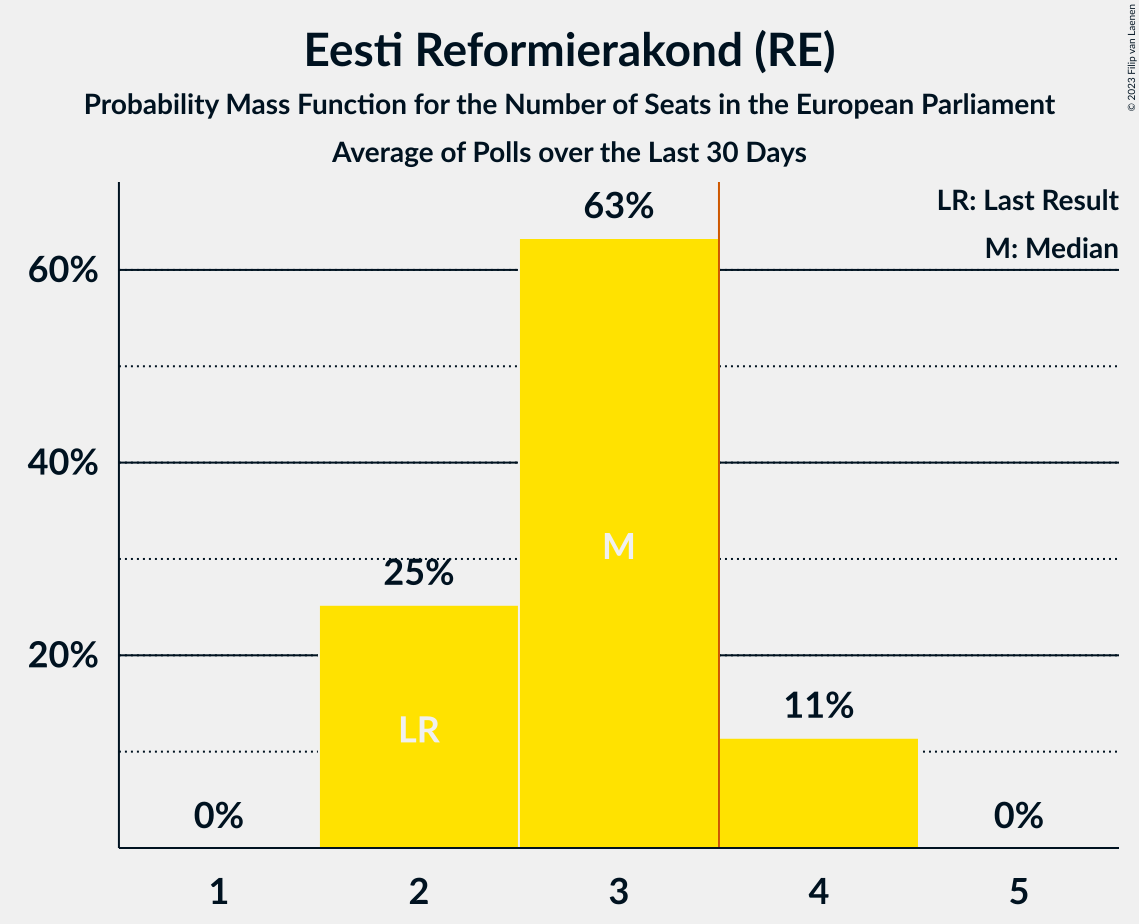 Eesti Reformierakond (RE)
Probability Mass Function for the Number of Seats in the European Parliament
Average of Polls over the Last 30 Days
© 2023 Filip van Laenen
LR: Last Result
M: Median
63%
60%
40%
M
25%
20%
LR
11%
0%
0%
1
2
3
4
5